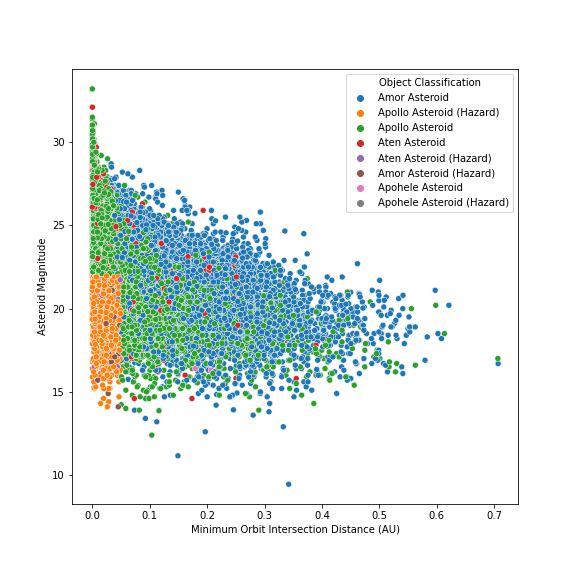 Object Classification
Amor Asteroid
Apollo Asteroid (Hazard)
Apollo Asteroid
Aten Asteroid
Aten Asteroid (Hazard)
Amor Asteroid (Hazard)
Apohele Asteroid
Apohele Asteroid (Hazard)
30
25
20
15
10
Asteroid Magnitude
0.0 0.1 0.2 0.3 0.4 0.5 0.6 0.7
Minimum Orbit Intersection Distance (AU)